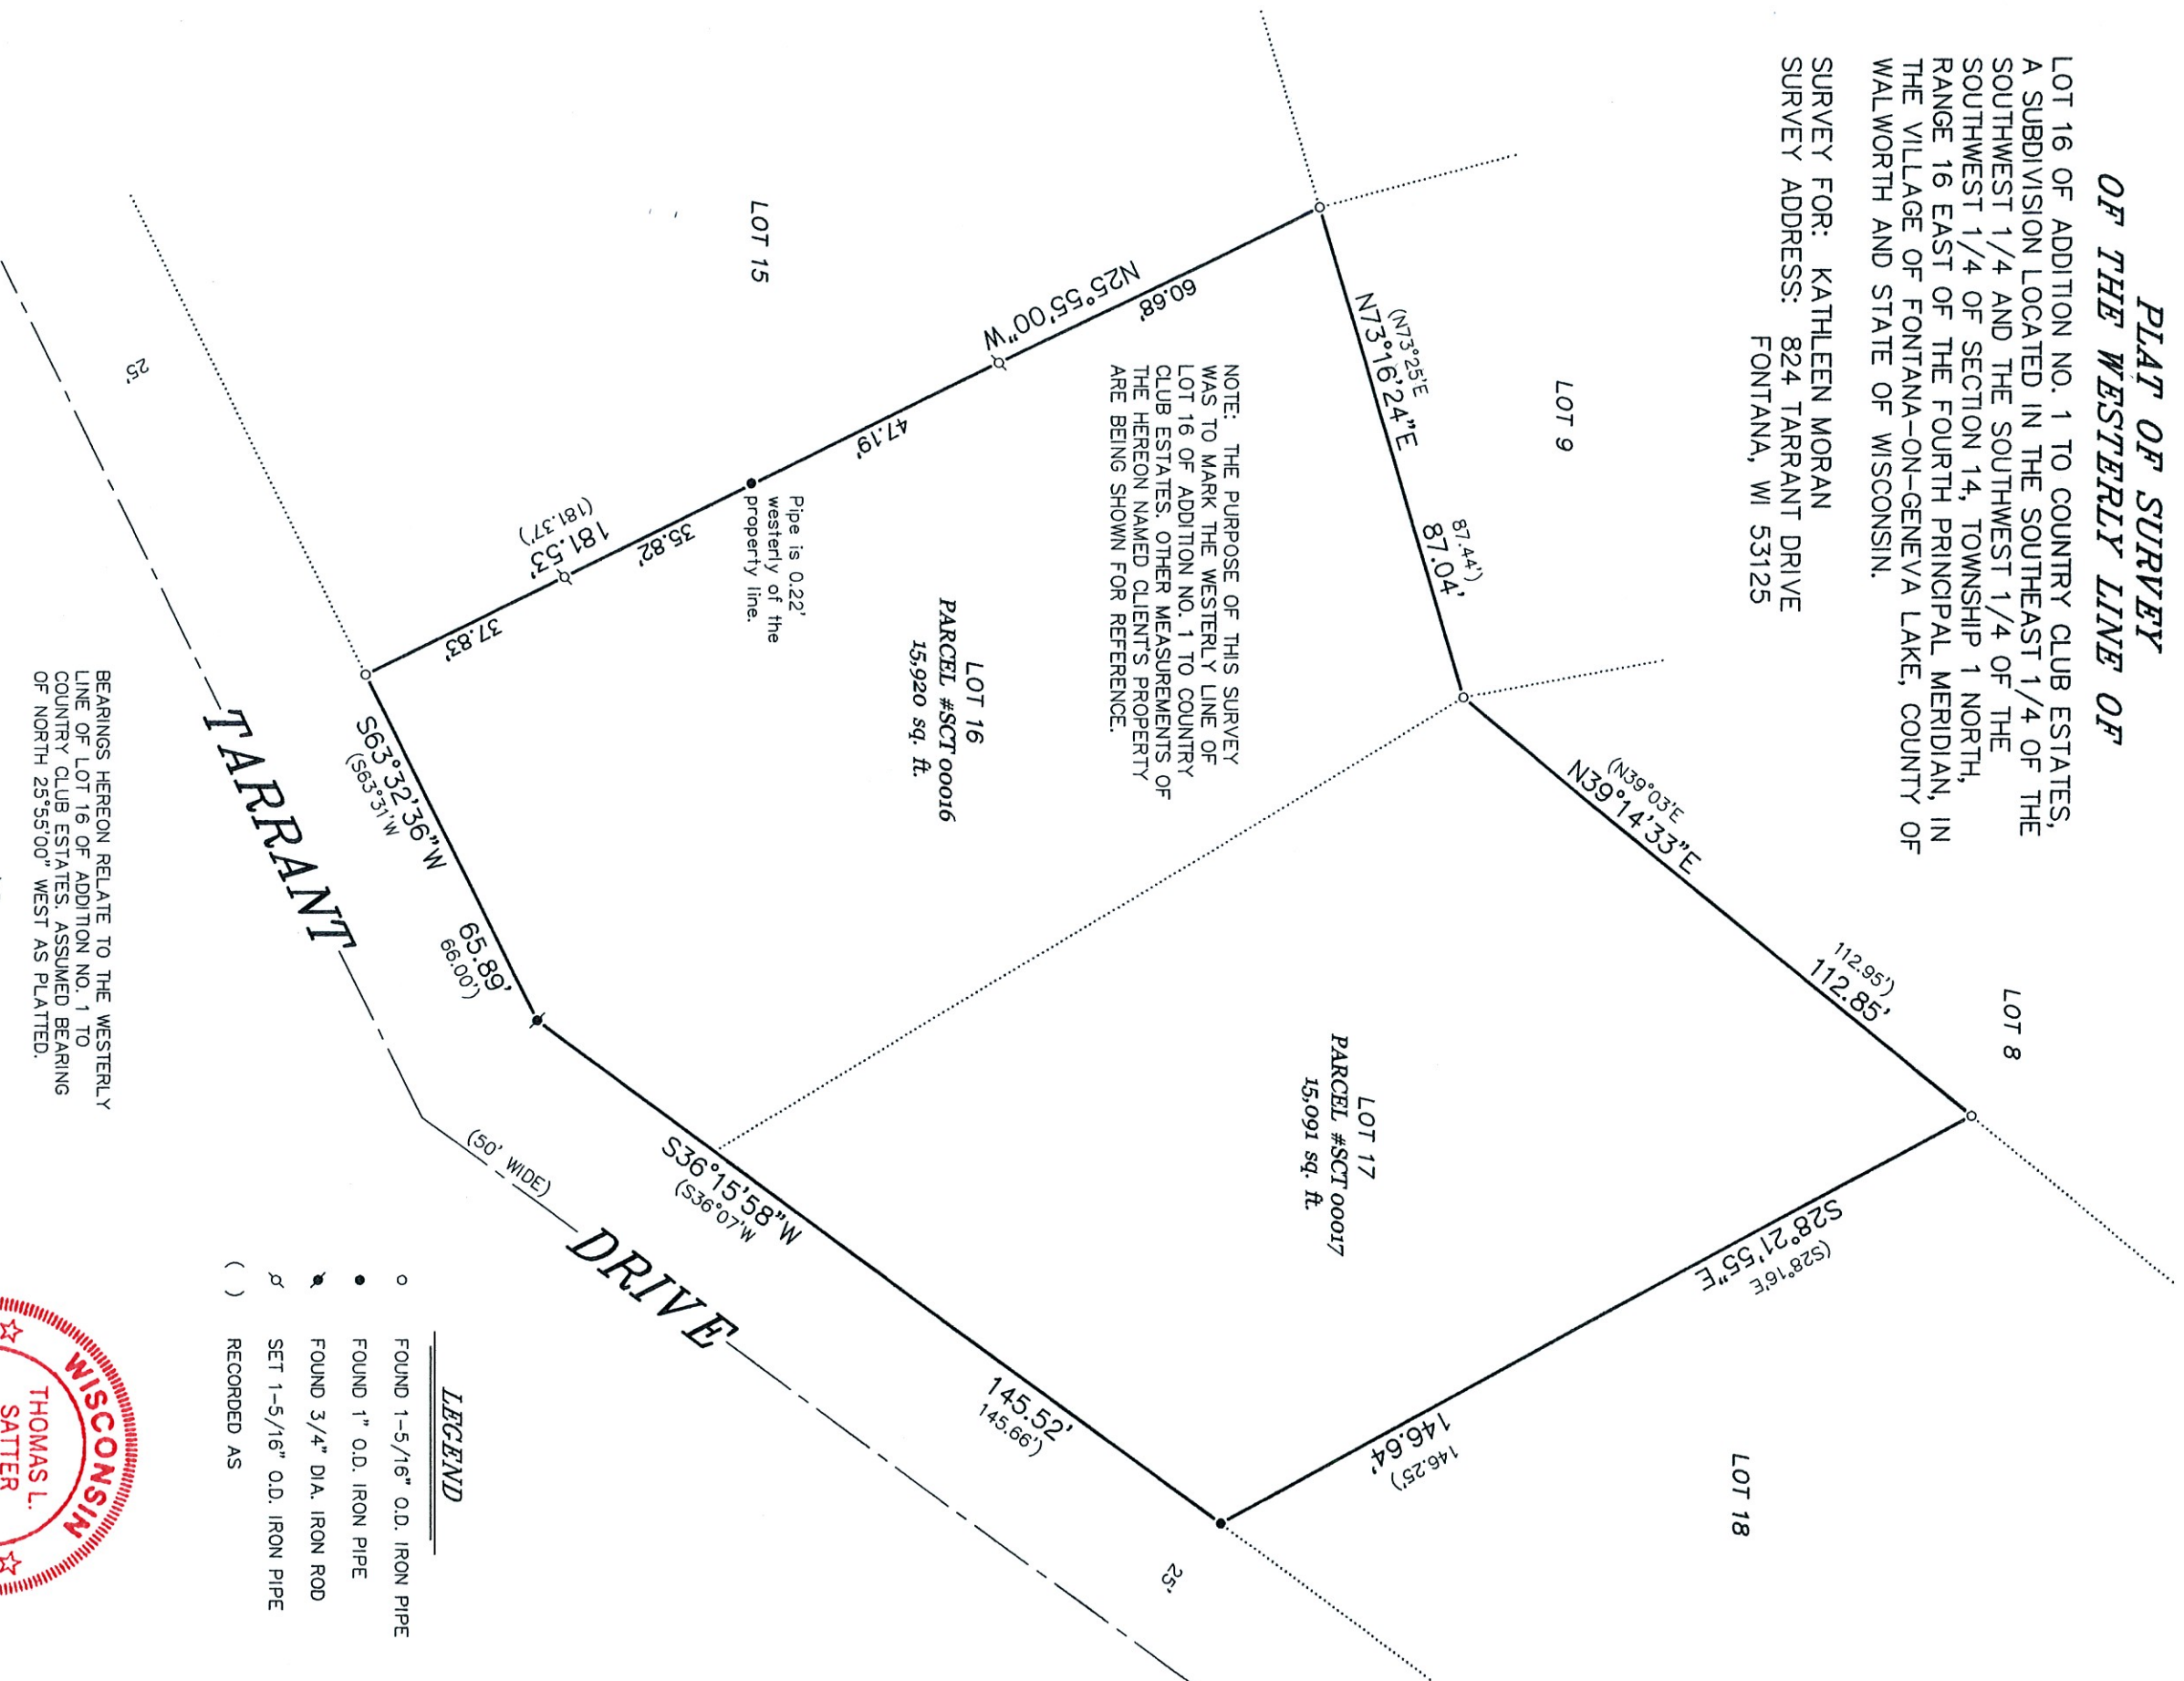 PLAT OF SURVEY
OF THE WESTERLY LINE OF
LOT 16 OF ADDITION NO. 1 TO COUNTRY CLUB ESTATES,
A SUBDIVISION LOCATED IN THE SOUTHEAST 1/4 OF THE
SOUTHWEST 1/4 AND THE SOUTHWEST 1/4 OF THE
SOUTHWEST 1/4 OF SECTION 14, TOWNSHIP 1 NORTH,
RANGE 16 EAST OF THE FOURTH PRINCIPAL MERIDIAN, IN
THE VILLAGE OF FONTANA-ON-GENEVA LAKE, COUNTY OF
WALWORTH AND STATE OF WISCONSIN.
SURVEY FOR: KATHLEEN MORAN
SURVEY ADDRESS: 824 TARRANT DRIVE
FONTANA, WI 53125
LOT 8
LOT 9
LOT 18
(N39°03'E
N39°14'33"E
112.95')
112.85'
(N73°25'E
N73°16'24"E
87.44')
87.04'
S28°21'55"E
(S28°16'E
146.64'
146.25')
NOTE: THE PURPOSE OF THIS SURVEY
WAS TO MARK THE WESTERLY LINE OF
LOT 16 OF ADDITION NO. 1 TO COUNTRY
CLUB ESTATES. OTHER MEASUREMENTS OF
THE HEREON NAMED CLIENT'S PROPERTY
ARE BEING SHOWN FOR REFERENCE.
60.68'
N25°55'00"W
LOT 17
PARCEL #SCT 00017
15,091 sq. ft.
LOT 16
PARCEL #SCT 00016
15,920 sq. ft.
47.19'
LOT 15
Pipe is 0.22'
westerly of the
property line.
35.82'
181.53'
(181.37')
37.83'
S63°32'36"W
(S63°31'W
65.89'
66.00')
S36°15'58"W
(S36°07'W
145.52'
145.66')
25'
25'
(50' WIDE)
TARRANT
DRIVE
LEGEND
FOUND 1-5/16" O.D. IRON PIPE
FOUND 1" O.D. IRON PIPE
FOUND 3/4" DIA. IRON ROD
SET 1-5/16" O.D. IRON PIPE
( ) RECORDED AS
BEARINGS HEREON RELATE TO THE WESTERLY
LINE OF LOT 16 OF ADDITION NO. 1 TO
COUNTRY CLUB ESTATES. ASSUMED BEARING
OF NORTH 25°55'00" WEST AS PLATTED.
WISCONSIN
THOMAS L.
SATTER